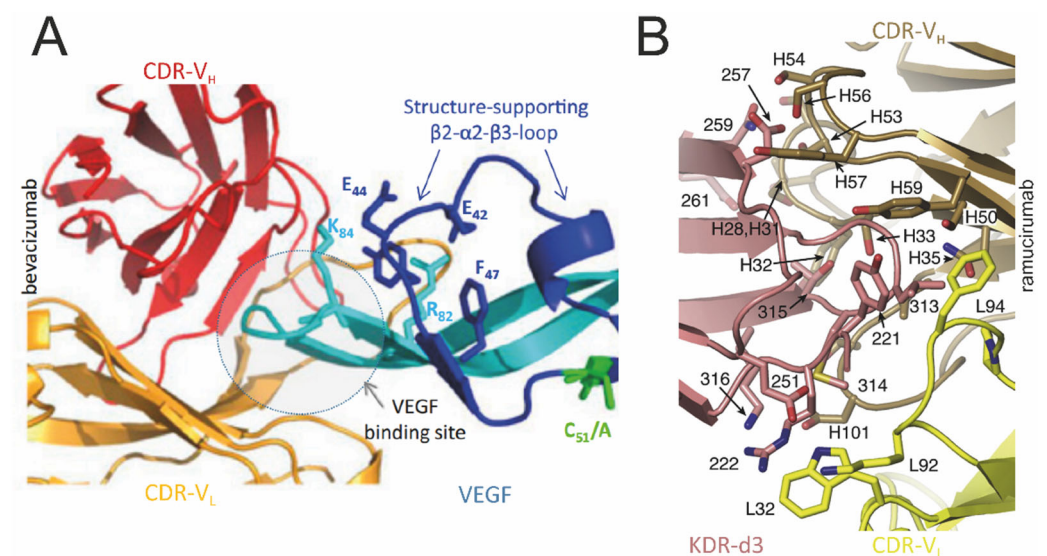 A
CDR-VH
Structure-supporting
β2-α2-β3-loop
bevacizumab
E44
E42
K84
F47
R82
VEGF
binding site
C51/A
CDR-VL
VEGF
B
CDR-VH
H54
257
H56
259
H53
H57
H59
H50
261
H28,H31
H33
H35
H32
ramucirumab
315
313
L94
221
316
251
314
H101
222
L92
L32
KDR-d3
CDR-VL